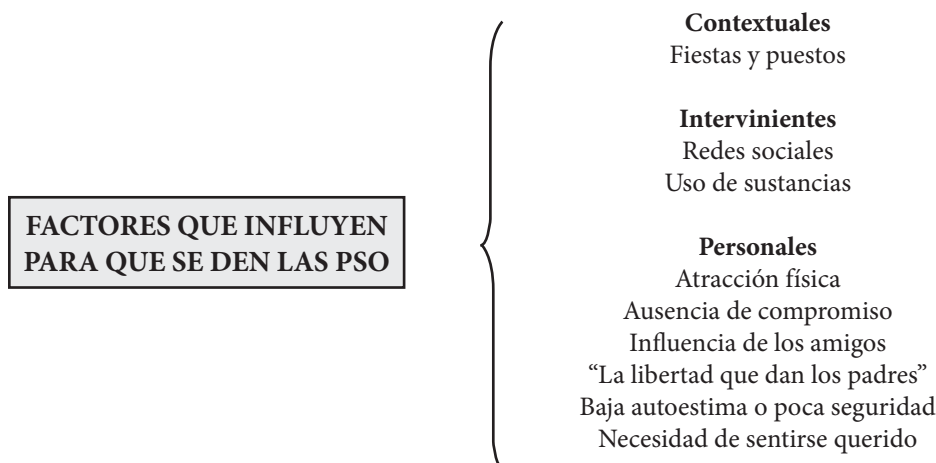 Contextuales
Fiestas y puestos
Intervinientes
Redes sociales
Uso de sustancias
FACTORES QUE INFLUYEN
PARA QUE SE DEN LAS PSO
Personales
Atracción física
Ausencia de compromiso
Influencia de los amigos
“La libertad que dan los padres”
Baja autoestima o poca seguridad
Necesidad de sentirse querido